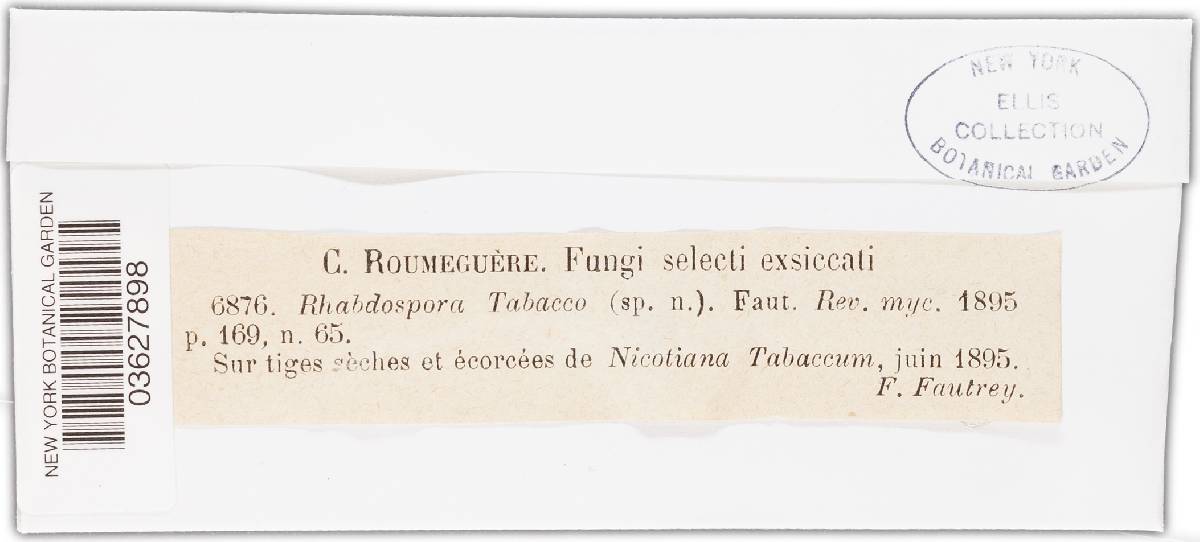 NEW YORK
ELLIS
COLLECTION
BOTANICAL GARDEN
NEW YORK BOTANICAL GARDEN
03627898
C. ROUMEGUÈRE. Fungi selecti exsiccati
6876. Rhabdospora Tabacco (sp. n.). Faut. Rev. myc. 1895
p. 169, n. 65.
Sur tiges sèches et écorcées de Nicotiana Tabaccum, juin 1895.
F. Fautrey.